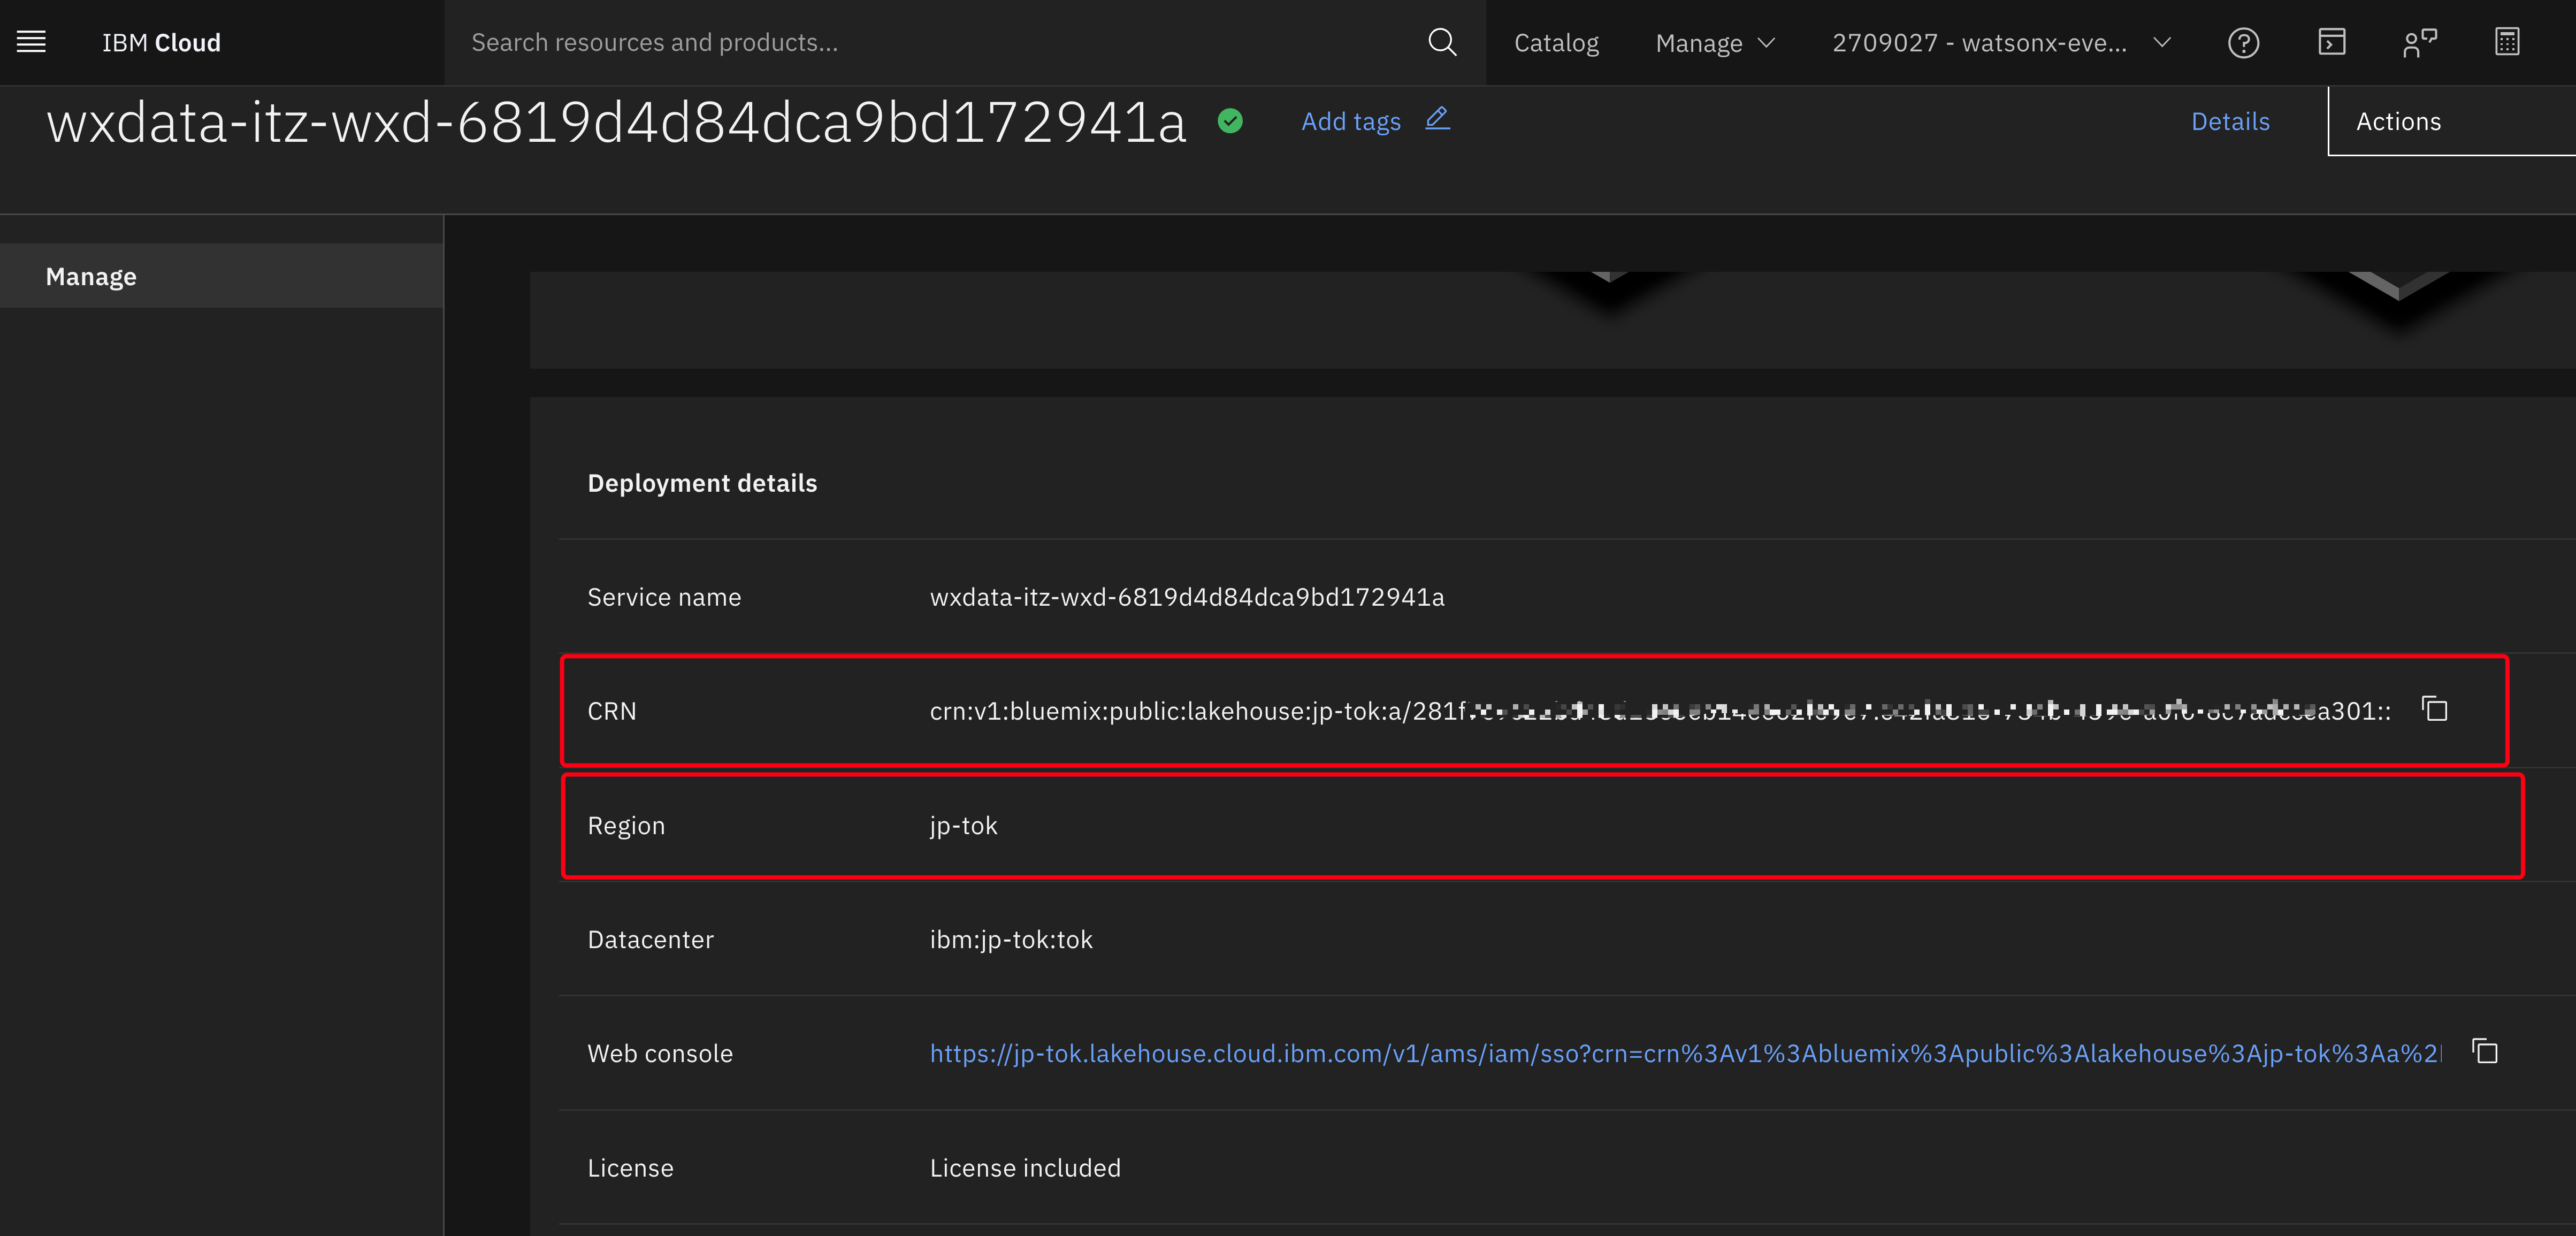 IBM Cloud
Search resources and products...
Catalog
Manage
2709027 - watsonx-eve...
wxdata-itz-wxd-6819d4d84dca9bd172941a
Add tags
Details
Actions
Manage
Deployment details
Service name wxdata-itz-wxd-6819d4d84dca9bd172941a
CRN crn:v1:bluemix:public:lakehouse:jp-tok:a/281f a301::
Region jp-tok
Datacenter ibm:jp-tok:tok
Web console https://jp-tok.lakehouse.cloud.ibm.com/v1/ams/iam/sso?crn=crn%3Av1%3Abluemix%3Apublic%3Alakehouse%3Ajp-tok%3Aa%2
License License included